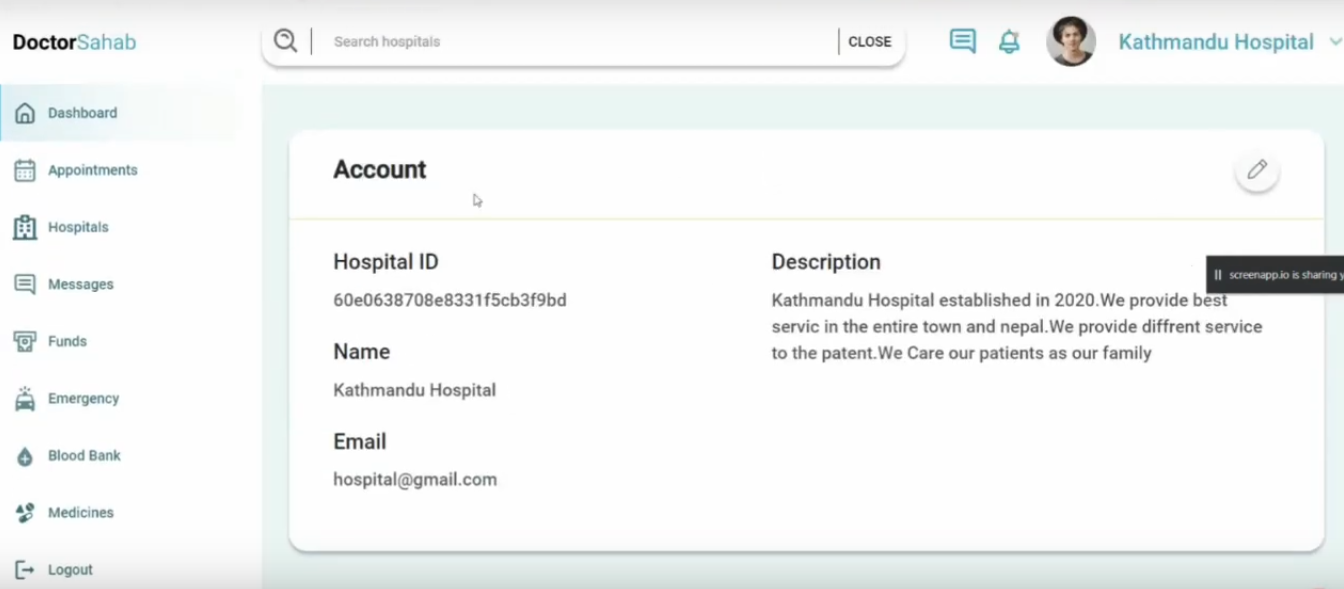 DoctorSahab
Search hospitals
CLOSE
Kathmandu Hospital
Dashboard
Appointments
Hospitals
Messages
Funds
Emergency
Blood Bank
Medicines
Logout
Account
Hospital ID
60e0638708e8331f5cb3f9bd
Name
Kathmandu Hospital
Email
hospital@gmail.com
Description
Kathmandu Hospital established in 2020.We provide best
servic in the entire town and nepal.We provide diffrent service
to the patent.We Care our patients as our family
screenapp.io is sharing y